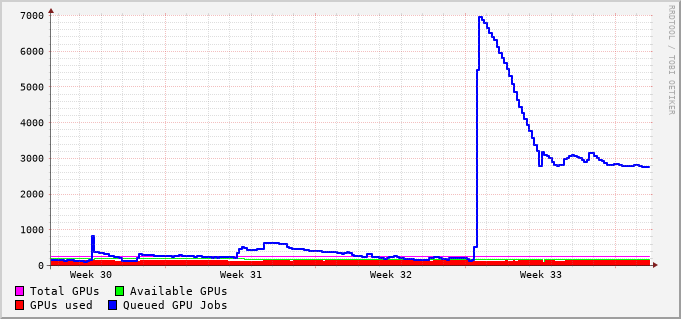 7000
6000
5000
4000
3000
2000
1000
0
Week 30 Week 31 Week 32 Week 33
Total GPUs Available GPUs
GPUs used Queued GPU Jobs
RRDTOOL / TOBI OETIKER